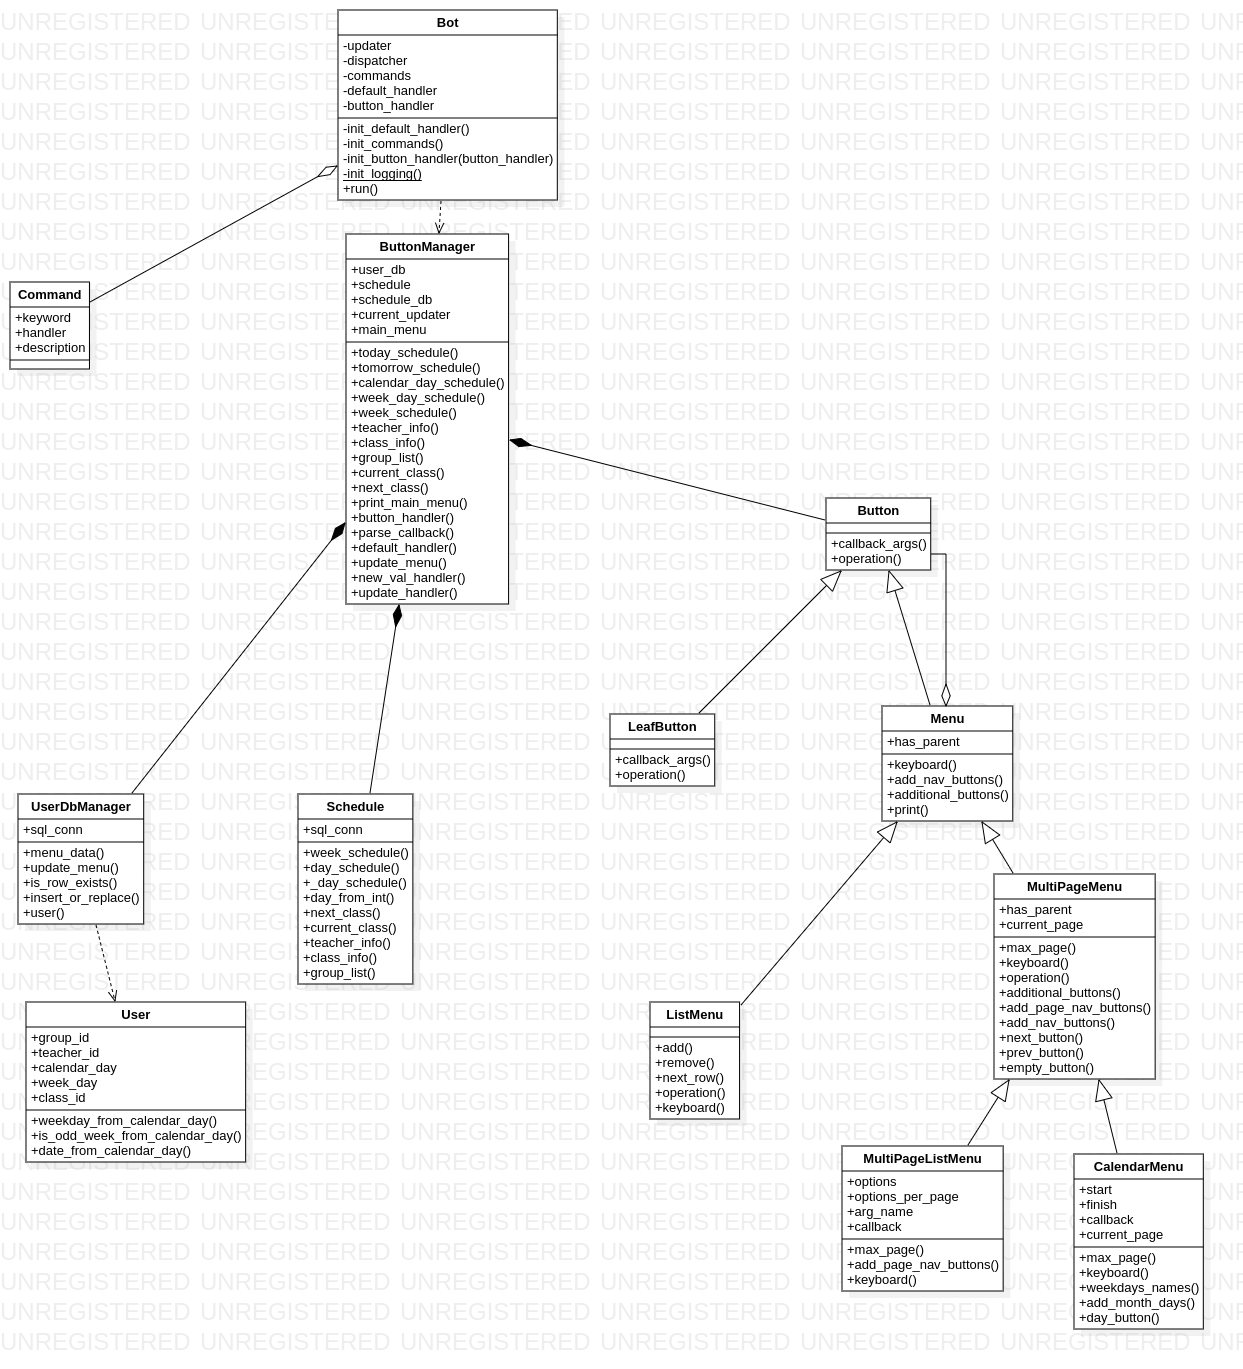 UNREGISTERED
Bot
-updater
-dispatcher
-commands
-default_handler
-button_handler
-init_default_handler()
-init_commands()
-init_button_handler(button_handler)
-init_logging()
+run()
ButtonManager
+user_db
+schedule
+schedule_db
+current_updater
+main_menu
+today_schedule()
+tomorrow_schedule()
+calendar_day_schedule()
+week_day_schedule()
+week_schedule()
+teacher_info()
+class_info()
+group_list()
+current_class()
+next_class()
+print_main_menu()
+button_handler()
+parse_callback()
+default_handler()
+update_menu()
+new_val_handler()
+update_handler()
Command
+keyword
+handler
+description
Button
+callback_args()
+operation()
LeafButton
+callback_args()
+operation()
Menu
+has_parent
+keyboard()
+add_nav_buttons()
+additional_buttons()
+print()
UserDbManager
+sql_conn
+menu_data()
+update_menu()
+is_row_exists()
+insert_or_replace()
+user()
Schedule
+sql_conn
+week_schedule()
+day_schedule()
+_day_schedule()
+day_from_int()
+next_class()
+current_class()
+teacher_info()
+class_info()
+group_list()
MultiPageMenu
+has_parent
+current_page
+max_page()
+keyboard()
+operation()
+additional_buttons()
+add_page_nav_buttons()
+add_nav_buttons()
+next_button()
+prev_button()
+empty_button()
User
+group_id
+teacher_id
+calendar_day
+week_day
+class_id
+weekday_from_calendar_day()
+is_odd_week_from_calendar_day()
+date_from_calendar_day()
ListMenu
+add()
+remove()
+next_row()
+operation()
+keyboard()
MultiPageListMenu
+options
+options_per_page
+arg_name
+callback
+max_page()
+add_page_nav_buttons()
+keyboard()
CalendarMenu
+start
+finish
+callback
+current_page
+max_page()
+keyboard()
+weekdays_names()
+add_month_days()
+day_button()